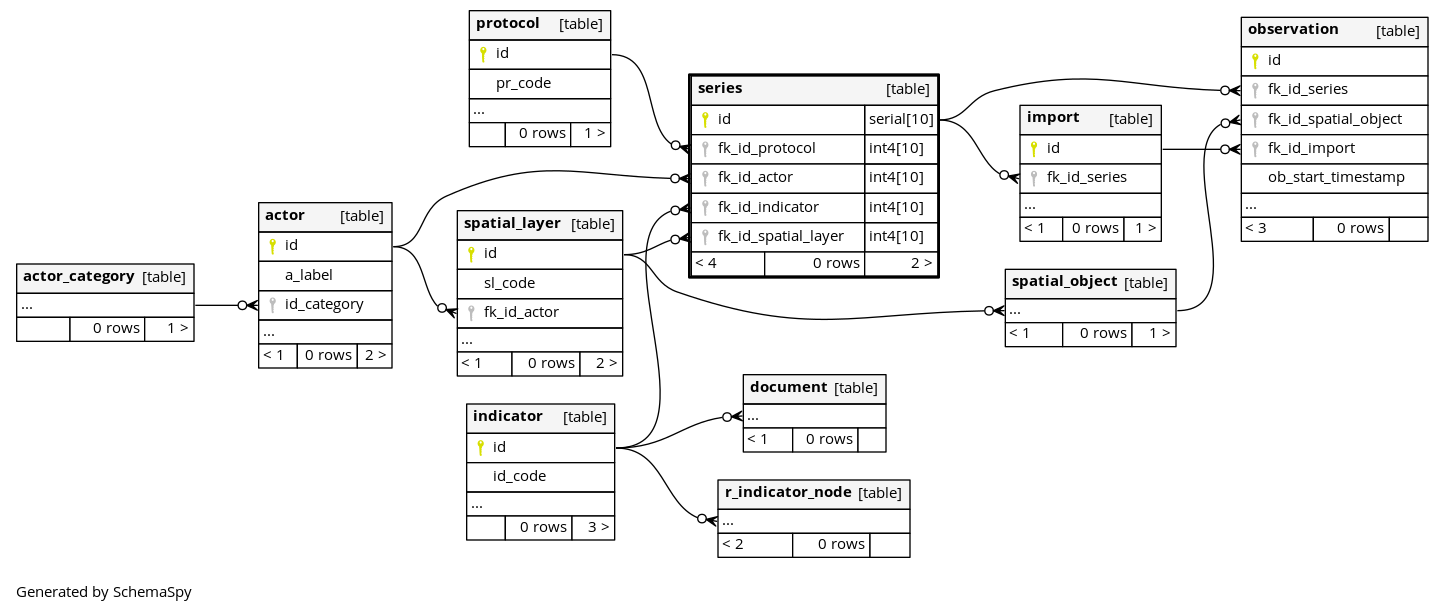 protocol [table]
id
pr_code
...
0 rows 1 >
series [table]
id serial[10]
fk_id_protocol int4[10]
fk_id_actor int4[10]
fk_id_indicator int4[10]
fk_id_spatial_layer int4[10]
< 4 0 rows 2 >
observation [table]
id
fk_id_series
fk_id_spatial_object
fk_id_import
ob_start_timestamp
...
< 3 0 rows
import [table]
id
fk_id_series
...
< 1 0 rows 1 >
actor [table]
id
a_label
id_category
...
< 1 0 rows 2 >
spatial_layer [table]
id
sl_code
fk_id_actor
...
< 1 0 rows 2 >
actor_category [table]
...
0 rows 1 >
spatial_object [table]
...
< 1 0 rows 1 >
document [table]
...
< 1 0 rows
indicator [table]
id
id_code
...
0 rows 3 >
r_indicator_node [table]
...
< 2 0 rows
Generated by SchemaSpy